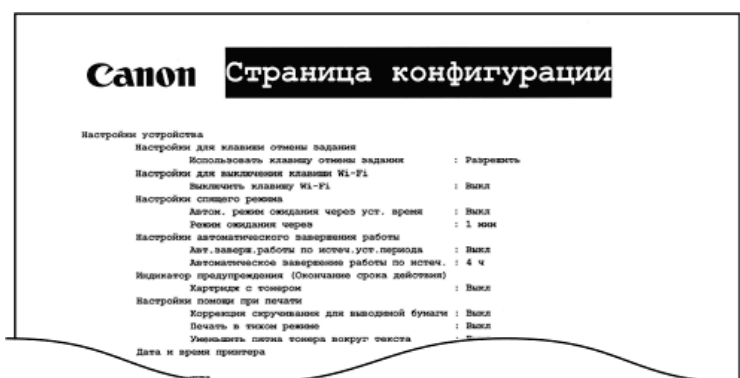 Canon Страница конфигурации
Настройки устройства
Настройки для клавиши отмены задания
Использовать клавишу отмены задания : Разрешить
Настройки для выключения клавиши Wi-Fi
Выключить клавишу Wi-Fi : Выкл
Настройки спящего режима
Автом. режим ожидания через уст. время : Выкл
Режим ожидания через : 1 мин
Настройки автоматического завершения работы
Авт.заверш.работы по истеч.уст.периода : Выкл
Автоматическое завершение работы по истеч. : 4 ч
Индикатор предупреждения (Окончание срока действия)
Картридж с тонером : Выкл
Настройки помощи при печати
Коррекция скручивания для выводимой бумаги : Выкл
Печать в тихом режиме : Выкл
Уменьшить пятна тонера вокруг текста :
Дата и время принтера